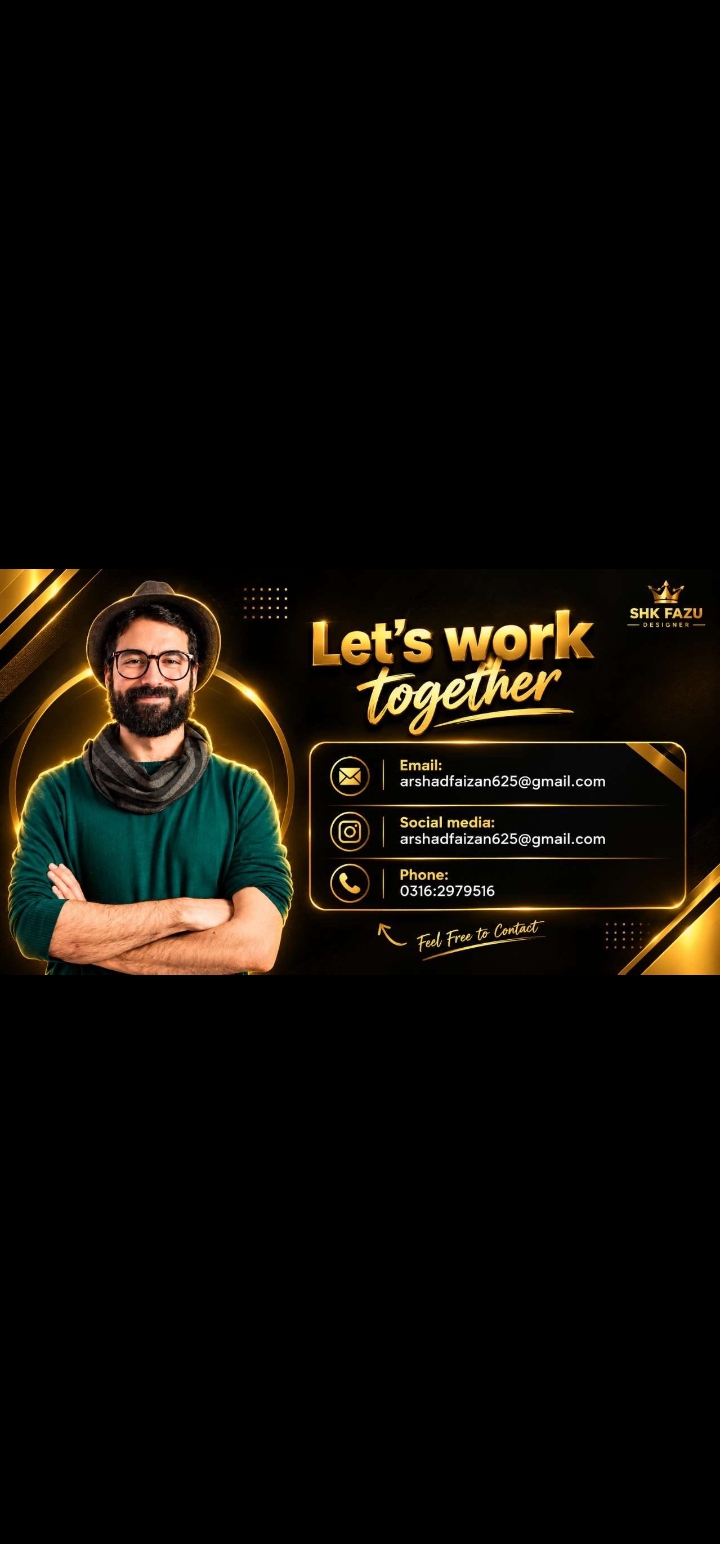 SHK FAZU
DESIGNER
Let's work
together
Email:
arshadfaizan625@gmail.com
Social media:
arshadfaizan625@gmail.com
Phone:
0316:2979516
Feel Free to Contact